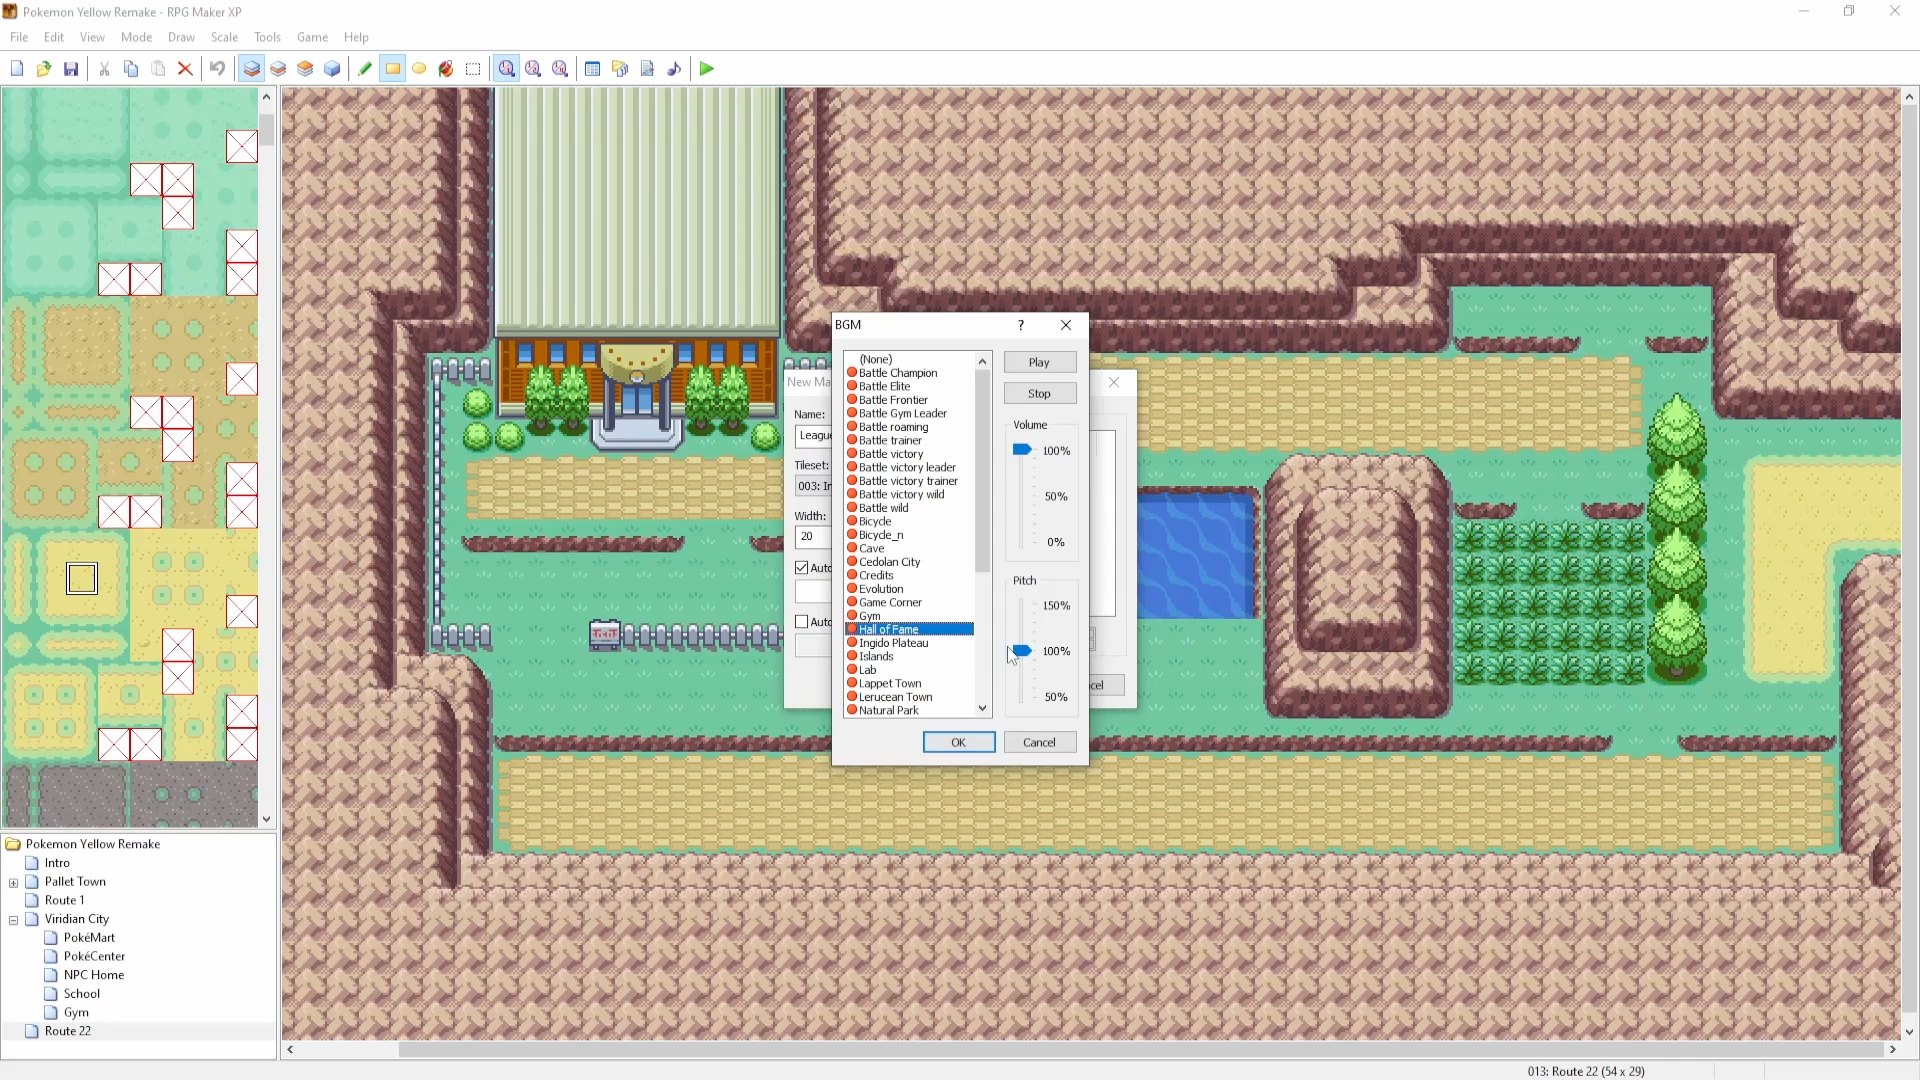 Pokemon Yellow Remake - RPG Maker XP
File Edit View Mode Draw Scale Tools Game Help
BGM
?
(None)
Battle Champion
Battle Elite
Battle Frontier
Battle Gym Leader
Battle roaming
Battle trainer
Battle victory
Battle victory leader
Battle victory trainer
Battle victory wild
Battle wild
Bicycle
Bicycle_n
Cave
Cedolan City
Credits
Evolution
Game Corner
Gym
Hall of Fame
Ingido Plateau
Islands
Lab
Lappet Town
Lerucean Town
Natural Park
Play
Stop
Volume
100%
50%
0%
Pitch
150%
100%
50%
OK
Cancel
New Ma
Name:
League
Tileset:
003: In
Width:
20
Auto
Auto
cel
Pokemon Yellow Remake
Intro
Pallet Town
Route 1
Viridian City
PokéMart
PokéCenter
NPC Home
School
Gym
Route 22
013: Route 22 (54 x 29)